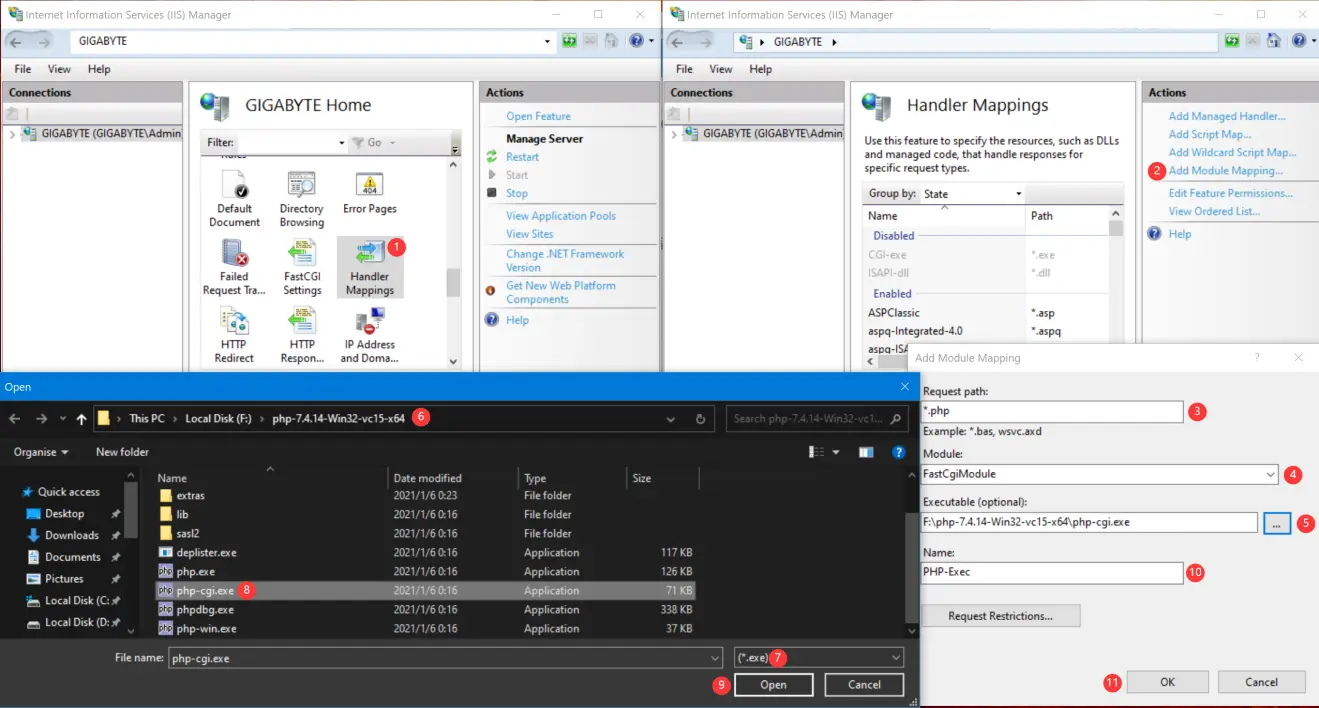 Internet Information Services (IIS) Manager
GIGABYTE
File View Help
Connections
GIGABYTE (GIGABYTE\Admin
GIGABYTE Home
Filter:
Go
Default
Document
Directory
Browsing
Error Pages
404
Failed
Request Tra...
FastCGI
Settings
Handler
Mappings
1
HTTP
Redirect
HTTP
Respon...
IP Address
and Doma...
Actions
Open Feature
Manage Server
Restart
Start
Stop
View Application Pools
View Sites
Change .NET Framework
Version
Get New Web Platform
Components
Help
Internet Information Services (IIS) Manager
GIGABYTE
File View Help
Connections
GIGABYTE (GIGABYTE\Admin
Handler Mappings
Use this feature to specify the resources, such as DLLs
and managed code, that handle responses for
specific request types.
Group by: State
Name Path
Disabled
CGI-exe *.exe
ISAPI-dll *.dll
Enabled
ASPClassic *.asp
aspq-Integrated-4.0 *.aspq
aspq-ISA
Actions
Add Managed Handler...
Add Script Map...
Add Wildcard Script Map...
2 Add Module Mapping...
Edit Feature Permissions...
View Ordered List...
Help
Open
This PC Local Disk (F:) php-7.4.14-Win32-vc15-x64 6
Search php-7.4.14-Win32-vc1...
Organise New folder
Quick access
Desktop
Downloads
Documents
Pictures
Local Disk (C:
Local Disk (D:
Name Date modified Type Size
extras 2021/1/6 0:23 File folder
lib 2021/1/6 0:16 File folder
sasl2 2021/1/6 0:16 File folder
deplister.exe 2021/1/6 0:16 Application 117 KB
php php.exe 2021/1/6 0:16 Application 126 KB
php php-cgi.exe 8 2021/1/6 0:16 Application 71 KB
php phpdbg.exe 2021/1/6 0:16 Application 338 KB
php php-win.exe 2021/1/6 0:16 Application 37 KB
File name: php-cgi.exe (*.exe) 7
9 Open Cancel
Add Module Mapping ?
Request path:
*.php 3
Example: *.bas, wsvc.axd
Module:
FastCgiModule 4
Executable (optional):
F:\php-7.4.14-Win32-vc15-x64\php-cgi.exe ... 5
Name:
PHP-Exec 10
Request Restrictions...
11 OK Cancel